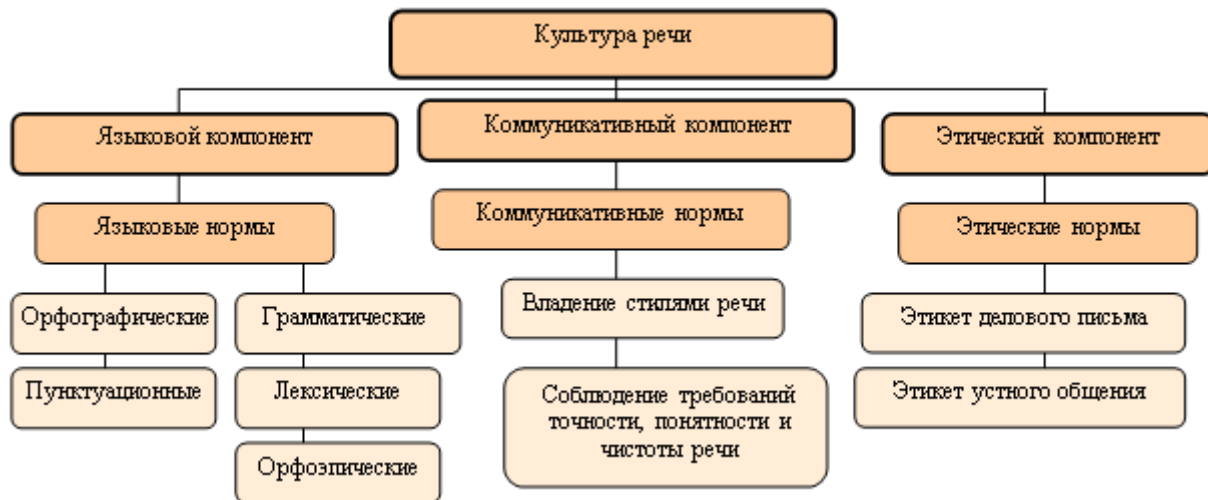 Культура речи
Языковой компонент
Коммуникативный компонент
Этический компонент
Языковые нормы
Коммуникативные нормы
Этические нормы
Орфографические
Грамматические
Владение стилями речи
Этикет делового письма
Пунктуационные
Лексические
Соблюдение требований
точности, понятности и
чистоты речи
Этикет устного общения
Орфоэпические